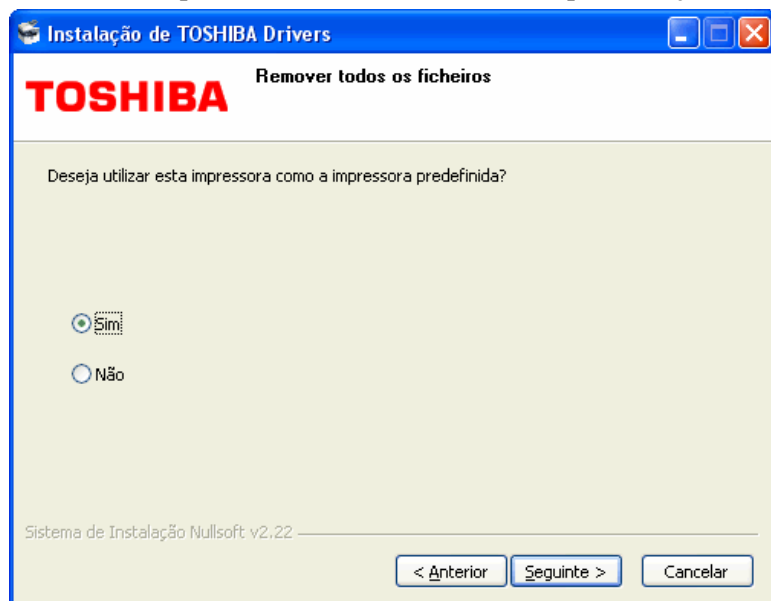 Instalação de TOSHIBA Drivers
TOSHIBA
Remover todos os ficheiros
Deseja utilizar esta impressora como a impressora predefinida?
Sim
Não
Sistema de Instalação Nullsoft v2.22
< Anterior
Seguinte >
Cancelar